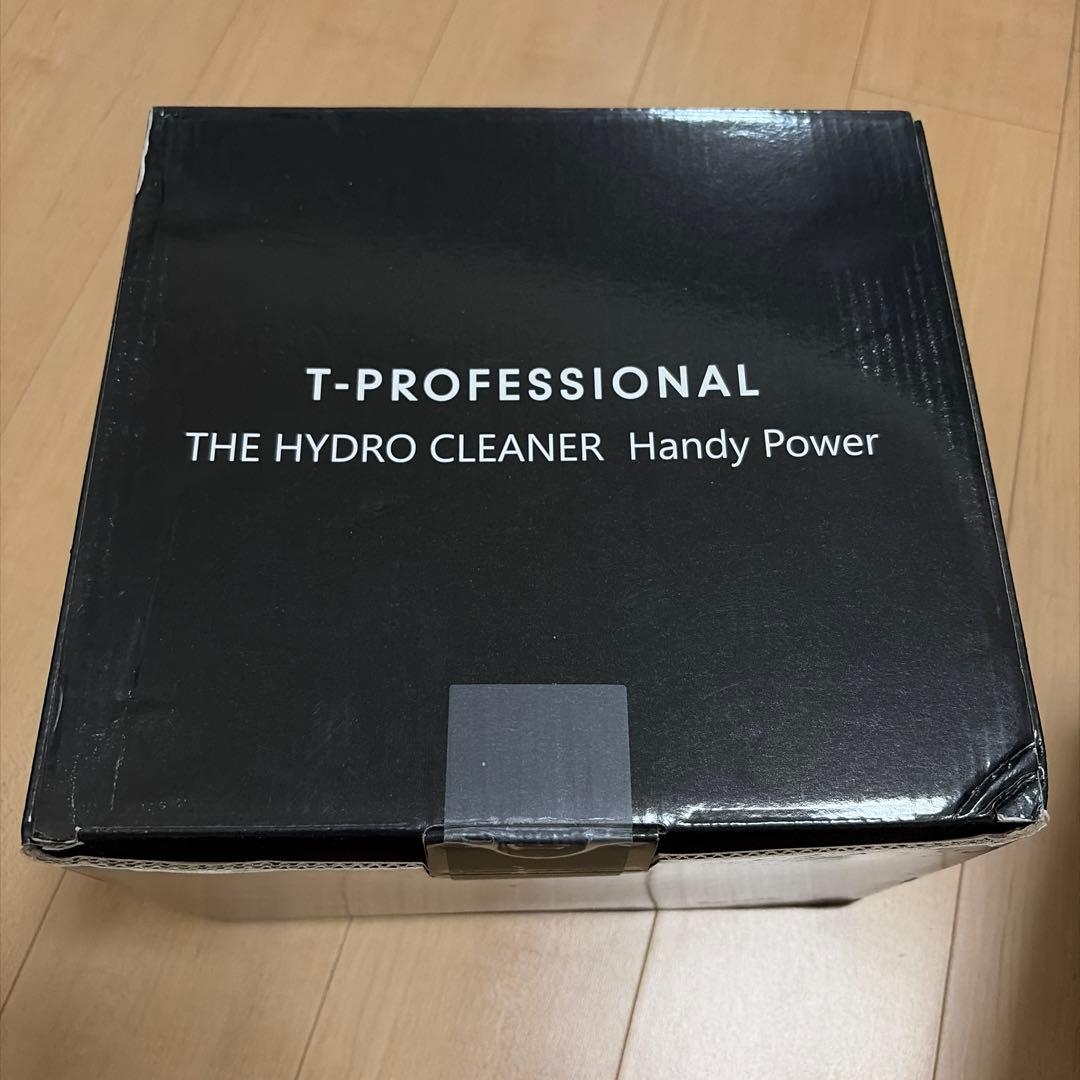 T-PROFESSIONAL
THE HYDRO CLEANER Handy Power